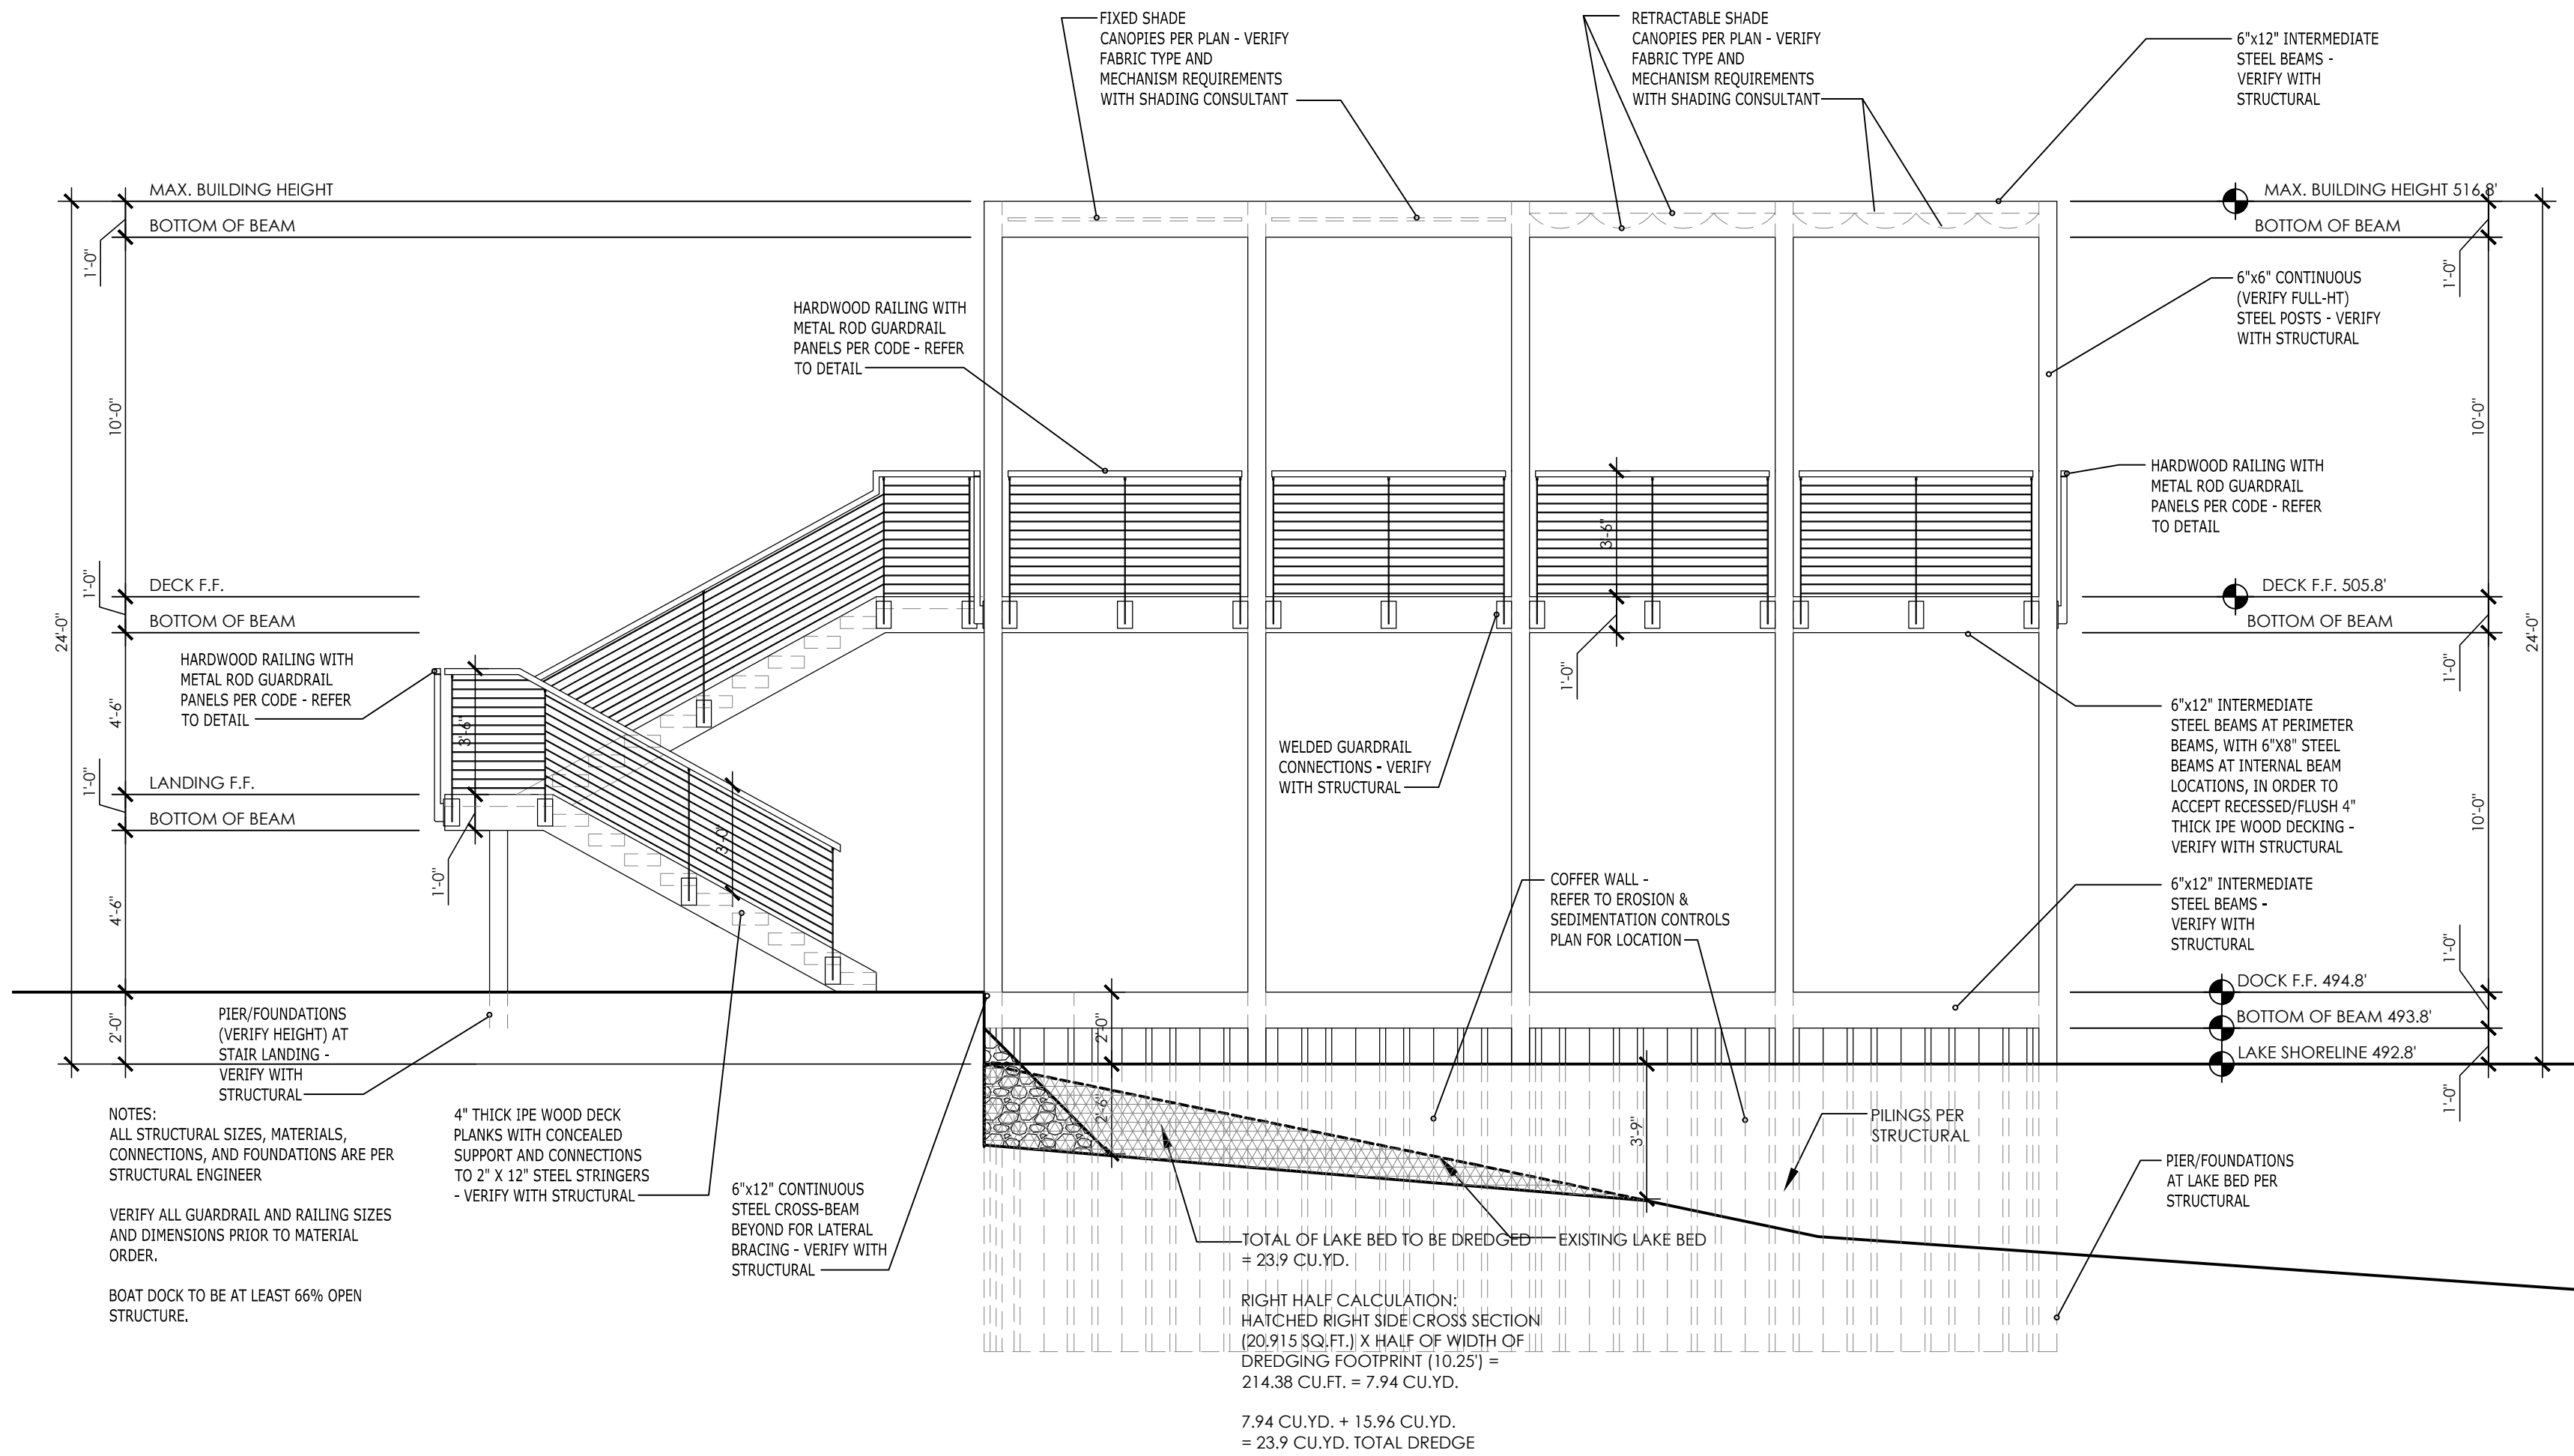 FIXED SHADE
CANOPIES PER PLAN - VERIFY
FABRIC TYPE AND
MECHANISM REQUIREMENTS
WITH SHADING CONSULTANT
RETRACTABLE SHADE
CANOPIES PER PLAN - VERIFY
FABRIC TYPE AND
MECHANISM REQUIREMENTS
WITH SHADING CONSULTANT
6"x12" INTERMEDIATE
STEEL BEAMS -
VERIFY WITH
STRUCTURAL
MAX. BUILDING HEIGHT
BOTTOM OF BEAM
1'-0"
10'-0"
24'-0"
DECK F.F.
1'-0"
BOTTOM OF BEAM
4'-6"
LANDING F.F.
1'-0"
BOTTOM OF BEAM
4'-6"
2'-0"
MAX. BUILDING HEIGHT 516.8'
BOTTOM OF BEAM
1'-0"
6"x6" CONTINUOUS
(VERIFY FULL-HT)
STEEL POSTS - VERIFY
WITH STRUCTURAL
10'-0"
HARDWOOD RAILING WITH
METAL ROD GUARDRAIL
PANELS PER CODE - REFER
TO DETAIL
HARDWOOD RAILING WITH
METAL ROD GUARDRAIL
PANELS PER CODE - REFER
TO DETAIL
3'-6"
1'-0"
DECK F.F. 505.8'
BOTTOM OF BEAM
1'-0"
24'-0"
HARDWOOD RAILING WITH
METAL ROD GUARDRAIL
PANELS PER CODE - REFER
TO DETAIL
3'-6"
1'-0"
3'-0"
WELDED GUARDRAIL
CONNECTIONS - VERIFY
WITH STRUCTURAL
6"x12" INTERMEDIATE
STEEL BEAMS AT PERIMETER
BEAMS, WITH 6"X8" STEEL
BEAMS AT INTERNAL BEAM
LOCATIONS, IN ORDER TO
ACCEPT RECESSED/FLUSH 4"
THICK IPE WOOD DECKING -
VERIFY WITH STRUCTURAL
10'-0"
COFFER WALL -
REFER TO EROSION &
SEDIMENTATION CONTROLS
PLAN FOR LOCATION
6"x12" INTERMEDIATE
STEEL BEAMS -
VERIFY WITH
STRUCTURAL
1'-0"
DOCK F.F. 494.8'
BOTTOM OF BEAM 493.8'
LAKE SHORELINE 492.8'
1'-0"
2'-0"
2'-6"
3'-9"
PIER/FOUNDATIONS
(VERIFY HEIGHT) AT
STAIR LANDING -
VERIFY WITH
STRUCTURAL
NOTES:
ALL STRUCTURAL SIZES, MATERIALS,
CONNECTIONS, AND FOUNDATIONS ARE PER
STRUCTURAL ENGINEER
VERIFY ALL GUARDRAIL AND RAILING SIZES
AND DIMENSIONS PRIOR TO MATERIAL
ORDER.
BOAT DOCK TO BE AT LEAST 66% OPEN
STRUCTURE.
4" THICK IPE WOOD DECK
PLANKS WITH CONCEALED
SUPPORT AND CONNECTIONS
TO 2" X 12" STEEL STRINGERS
- VERIFY WITH STRUCTURAL
6"x12" CONTINUOUS
STEEL CROSS-BEAM
BEYOND FOR LATERAL
BRACING - VERIFY WITH
STRUCTURAL
PILINGS PER
STRUCTURAL
PIER/FOUNDATIONS
AT LAKE BED PER
STRUCTURAL
TOTAL OF LAKE BED TO BE DREDGED
= 23.9 CU.YD.
EXISTING LAKE BED
RIGHT HALF CALCULATION:
HATCHED RIGHT SIDE CROSS SECTION
(20.915 SQ.FT.) X HALF OF WIDTH OF
DREDGING FOOTPRINT (10.25') =
214.38 CU.FT. = 7.94 CU.YD.
7.94 CU.YD. + 15.96 CU.YD.
= 23.9 CU.YD. TOTAL DREDGE